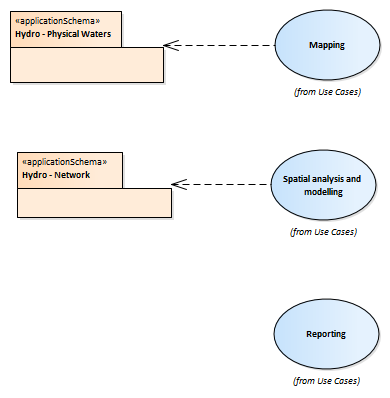 «applicationSchema»
Hydro - Physical Waters
Mapping
(from Use Cases)
«applicationSchema»
Hydro - Network
Spatial analysis and
modelling
(from Use Cases)
Reporting
(from Use Cases)